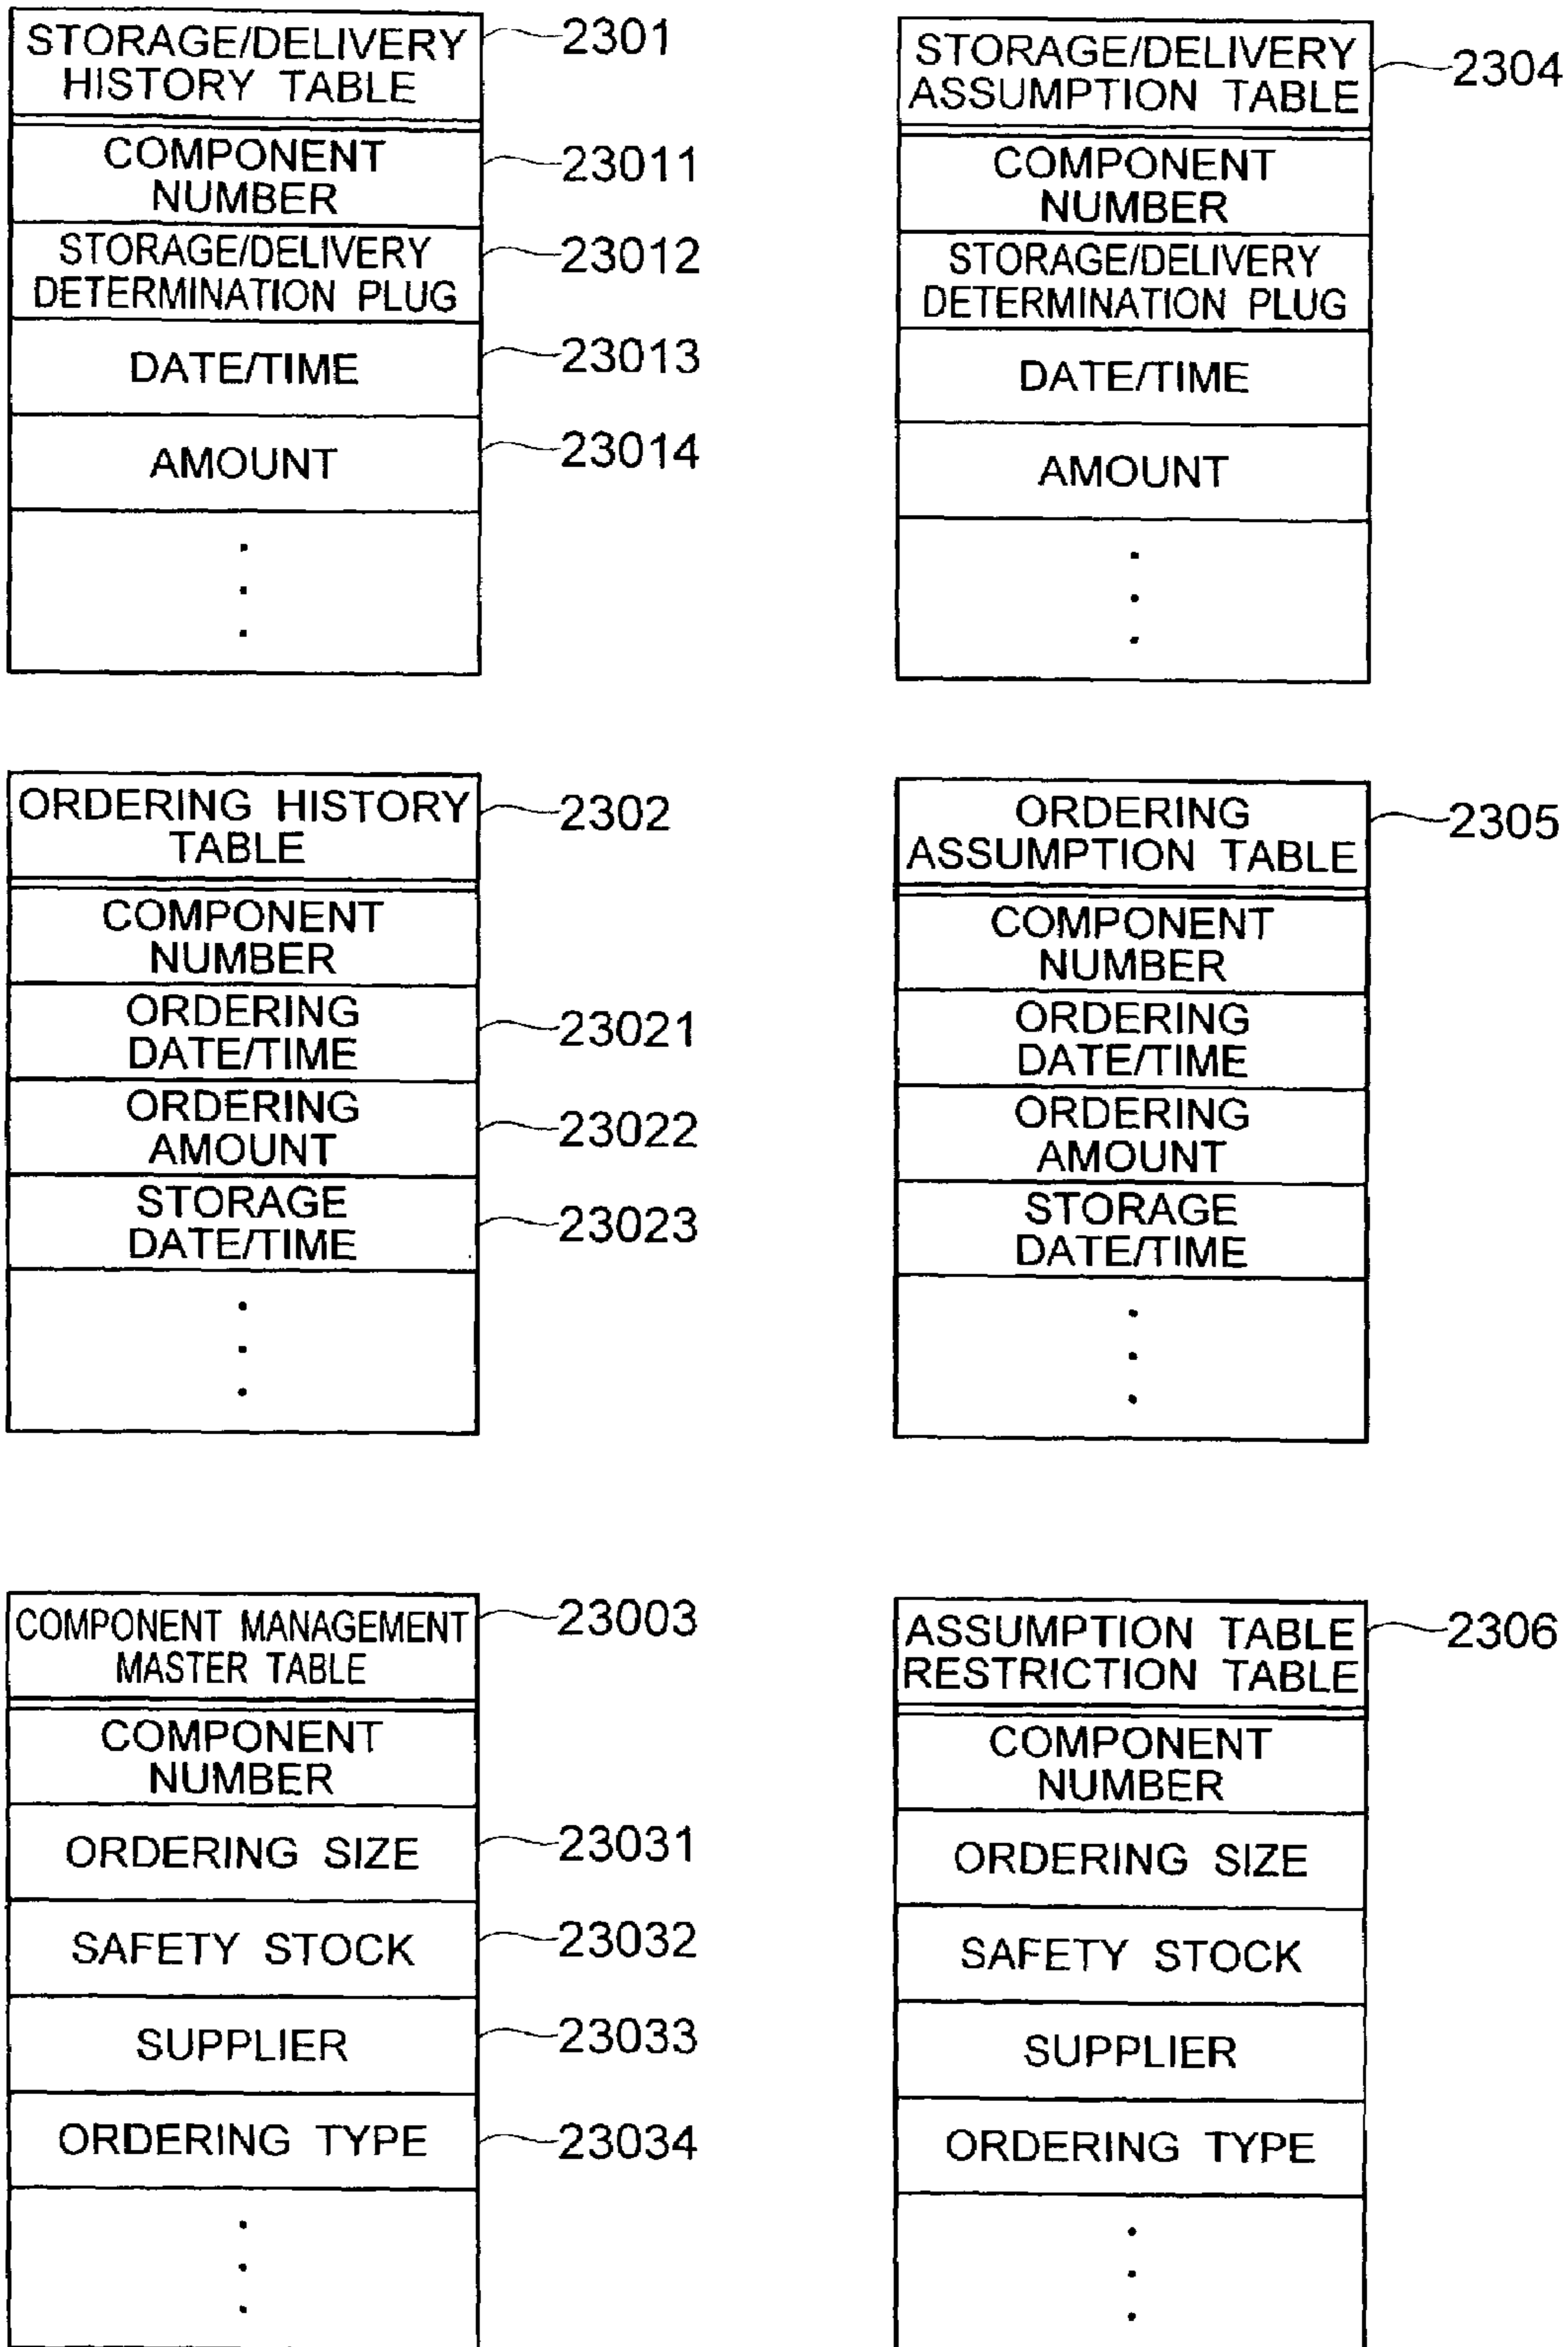 STORAGE/DELIVERY
HISTORY TABLE
2301
COMPONENT
NUMBER
23011
STORAGE/DELIVERY
DETERMINATION PLUG
23012
DATE/TIME
23013
AMOUNT
23014
STORAGE/DELIVERY
ASSUMPTION TABLE
2304
COMPONENT
NUMBER
STORAGE/DELIVERY
DETERMINATION PLUG
DATE/TIME
AMOUNT
ORDERING HISTORY
TABLE
2302
COMPONENT
NUMBER
ORDERING
DATE/TIME
23021
ORDERING
AMOUNT
23022
STORAGE
DATE/TIME
23023
ORDERING
ASSUMPTION TABLE
2305
COMPONENT
NUMBER
ORDERING
DATE/TIME
ORDERING
AMOUNT
STORAGE
DATE/TIME
COMPONENT MANAGEMENT
MASTER TABLE
23003
COMPONENT
NUMBER
ORDERING SIZE
23031
SAFETY STOCK
23032
SUPPLIER
23033
ORDERING TYPE
23034
ASSUMPTION TABLE
RESTRICTION TABLE
2306
COMPONENT
NUMBER
ORDERING SIZE
SAFETY STOCK
SUPPLIER
ORDERING TYPE